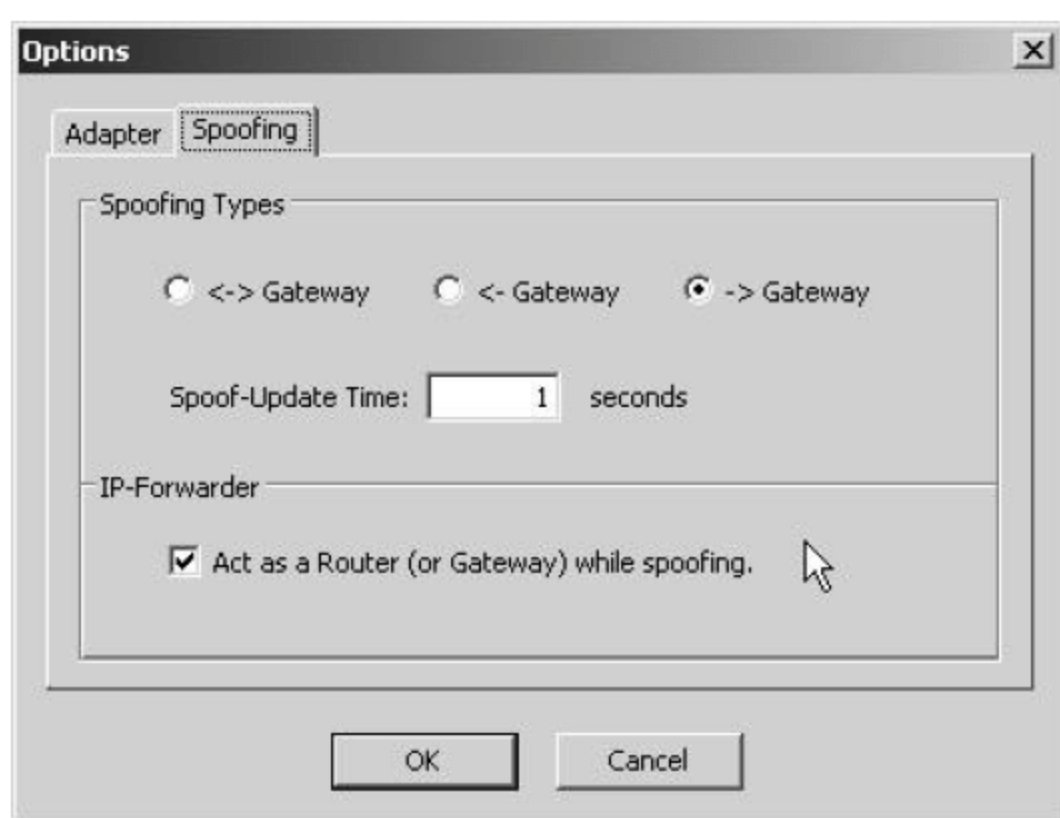 Options
Adapter Spoofing
Spoofing Types
<-> Gateway <- Gateway -> Gateway
Spoof-Update Time: 1 seconds
IP-Forwarder
Act as a Router (or Gateway) while spoofing.
OK Cancel